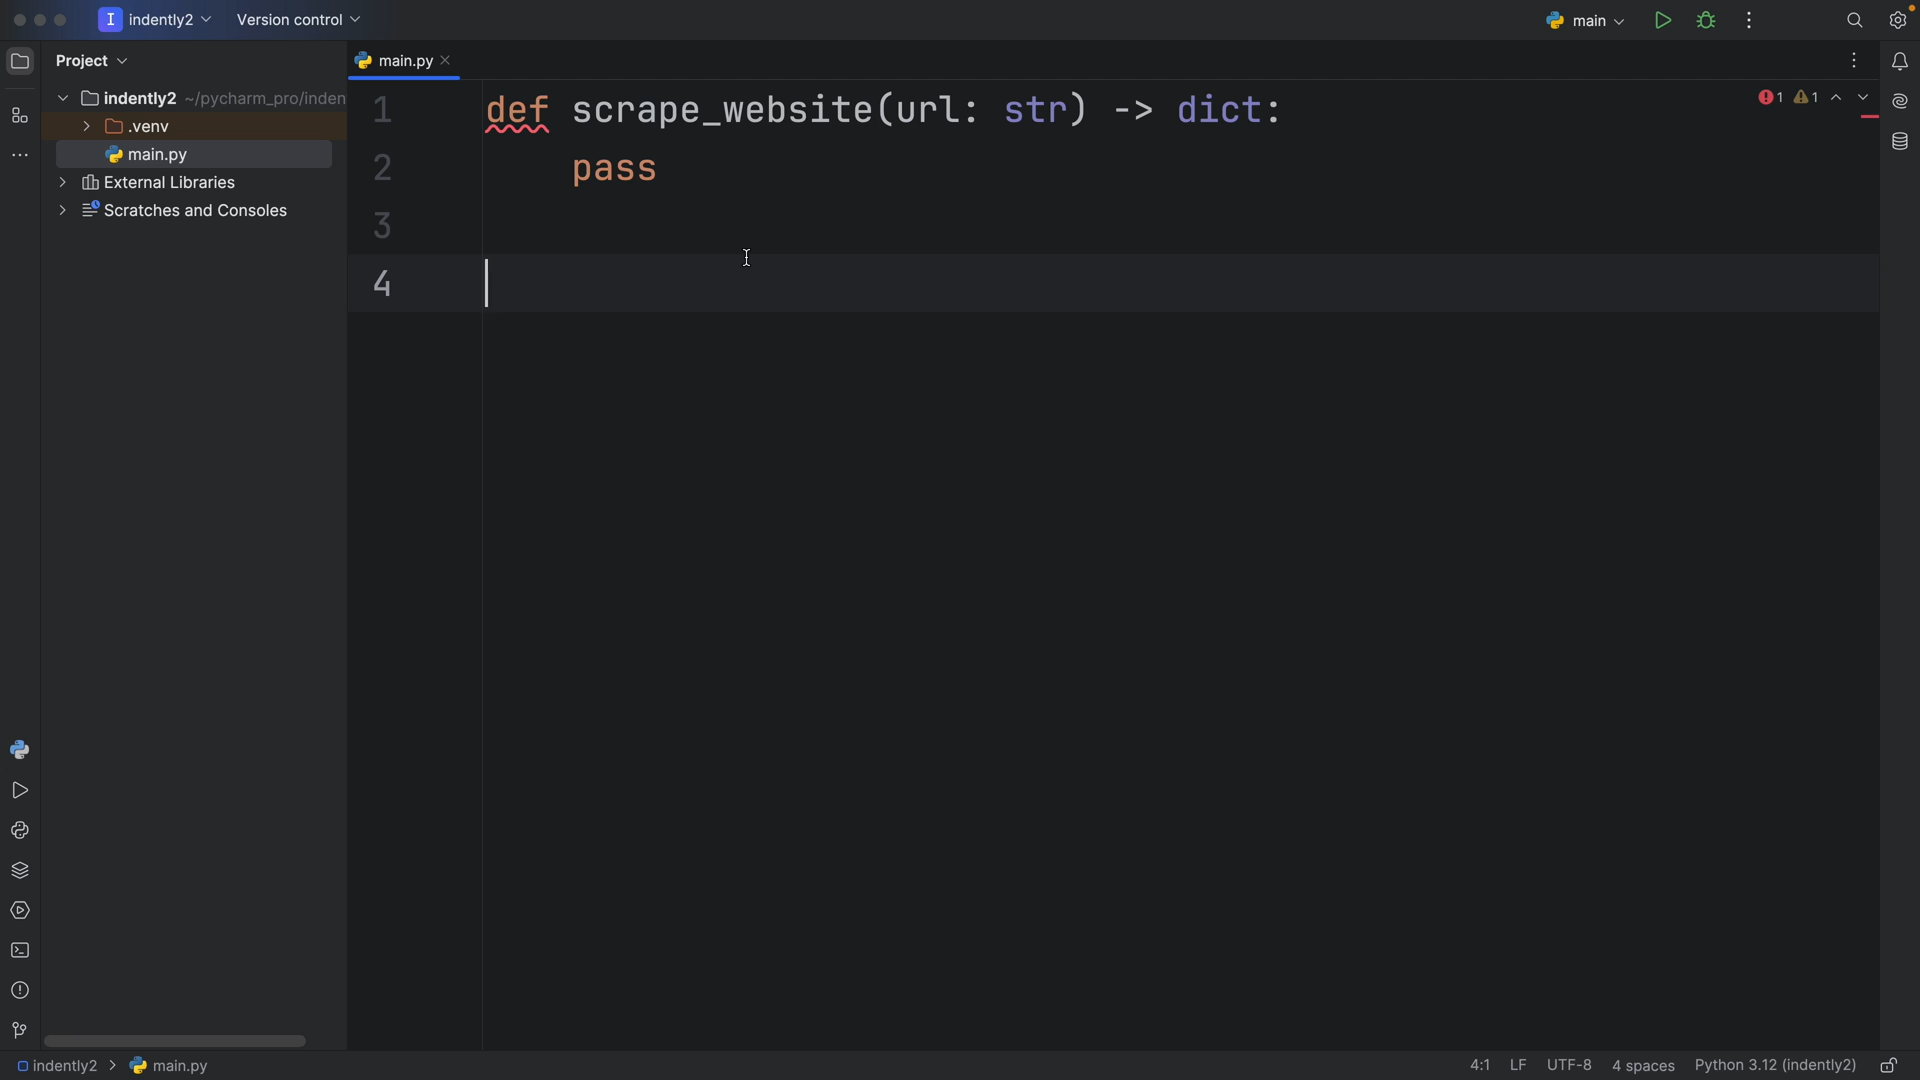 I indently2 Version control main
Project
main.py
indently2 ~/pycharm_pro/inden
.venv
main.py
External Libraries
Scratches and Consoles
1 def scrape_website(url: str) -> dict:
2 pass
3
4
1 1
indently2 > main.py 4:1 LF UTF-8 4 spaces Python 3.12 (indently2)